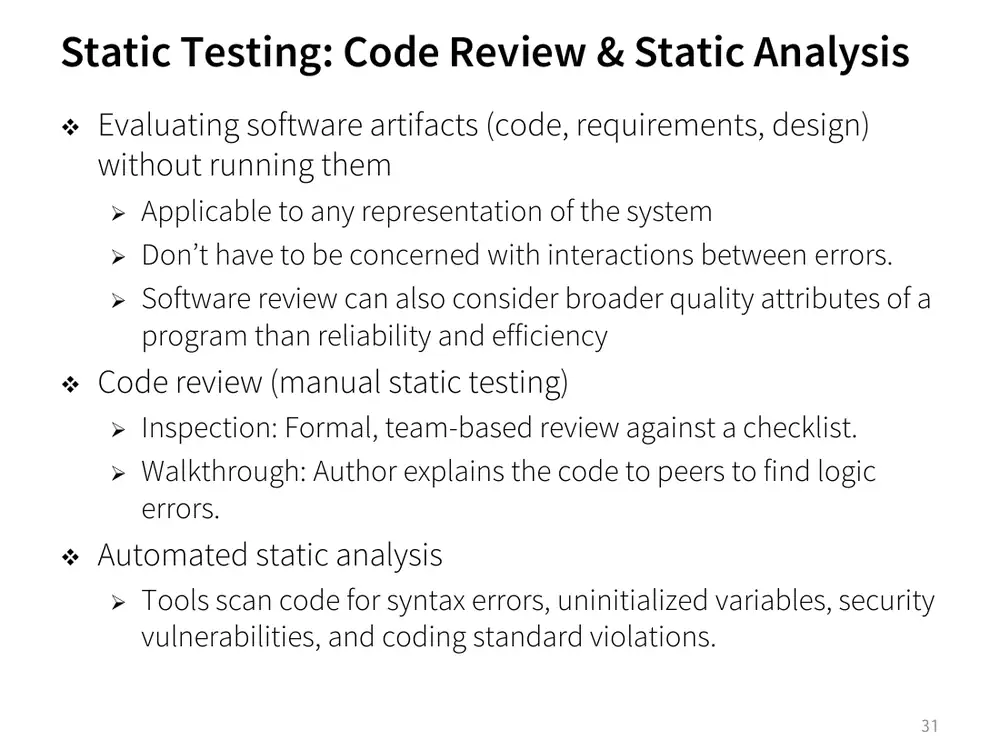 Static Testing: Code Review & Static Analysis
❖ Evaluating software artifacts (code, requirements, design)
without running them
➢ Applicable to any representation of the system
➢ Don’t have to be concerned with interactions between errors.
➢ Software review can also consider broader quality attributes of a
program than reliability and efficiency
❖ Code review (manual static testing)
➢ Inspection: Formal, team-based review against a checklist.
➢ Walkthrough: Author explains the code to peers to find logic
errors.
❖ Automated static analysis
➢ Tools scan code for syntax errors, uninitialized variables, security
vulnerabilities, and coding standard violations.
31